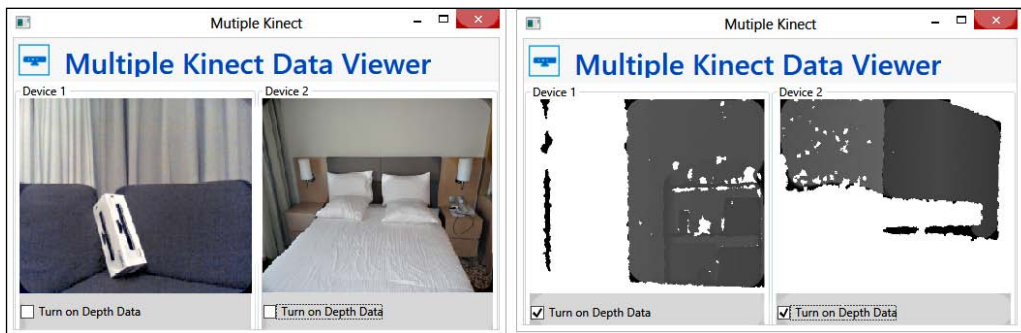 Mutiple Kinect
Multiple Kinect Data Viewer
Device 1
Device 2
Turn on Depth Data
Turn on Depth Data
Mutiple Kinect
Multiple Kinect Data Viewer
Device 1
Device 2
Turn on Depth Data
Turn on Depth Data